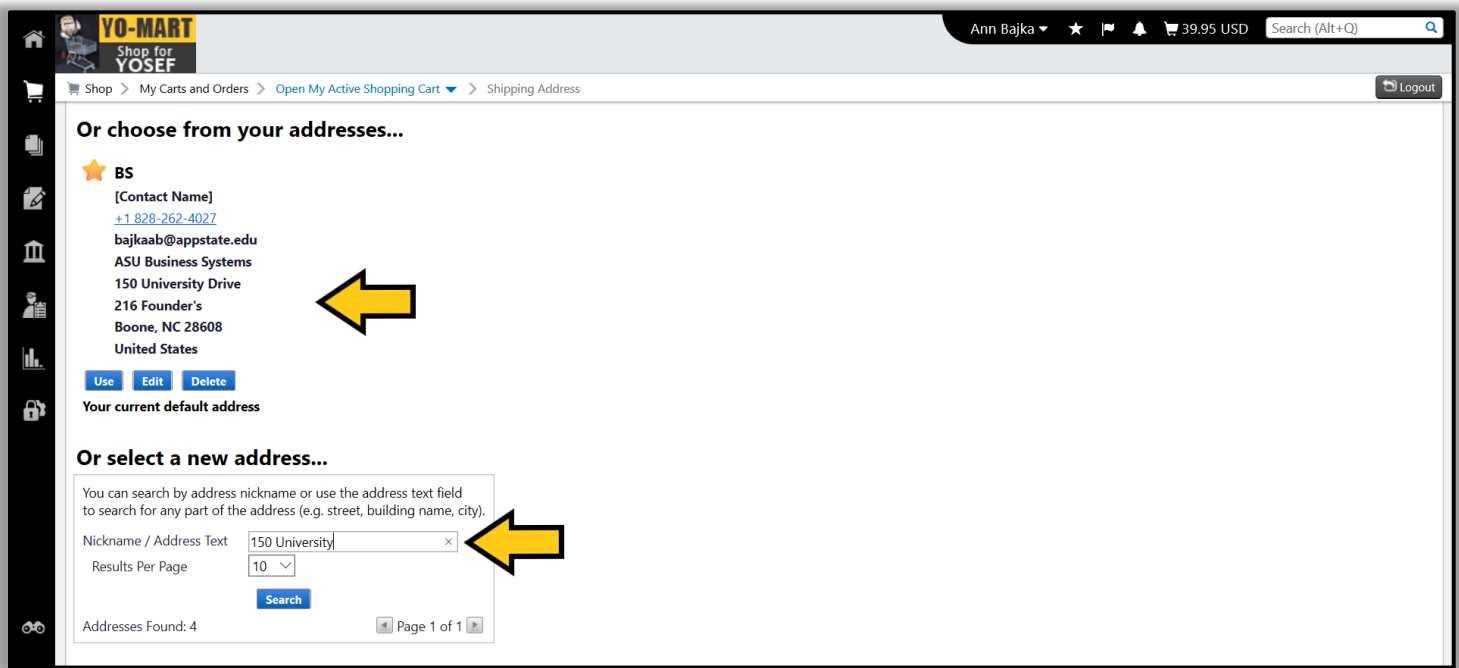 YO-MART
Shop for
YOSEF
Ann Bajka
39.95 USD
Search (Alt+Q)
Shop > My Carts and Orders > Open My Active Shopping Cart > Shipping Address
Logout
Or choose from your addresses...
BS
[Contact Name]
+1 828-262-4027
bajkaab@appstate.edu
ASU Business Systems
150 University Drive
216 Founder's
Boone, NC 28608
United States
Use Edit Delete
Your current default address
Or select a new address...
You can search by address nickname or use the address text field
to search for any part of the address (e.g. street, building name, city).
Nickname / Address Text 150 University
Results Per Page 10
Search
Addresses Found: 4 Page 1 of 1